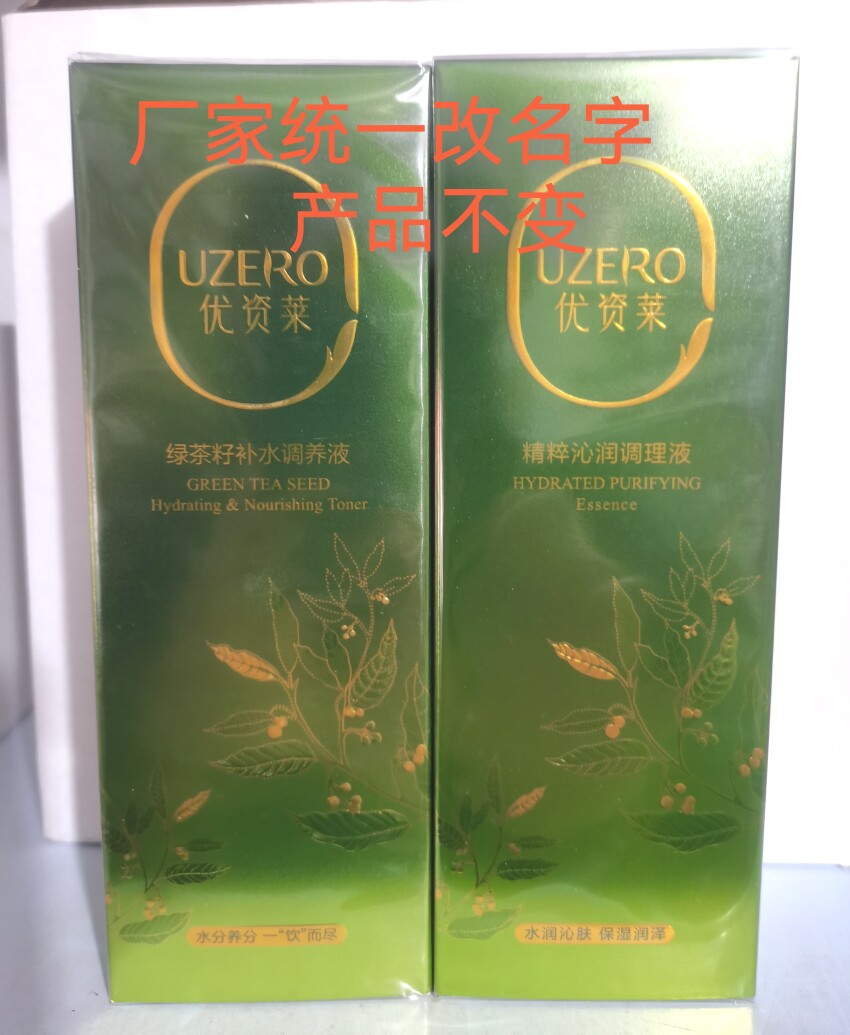 厂家统一改名字
产品不变
UZERO
优资莱
绿茶籽补水调养液
GREEN TEA SEED
Hydrating & Nourishing Toner
水分养分 一“饮”而尽
UZERO
优资莱
精粹沁润调理液
HYDRATED PURIFYING
Essence
水润沁肤 保湿润泽